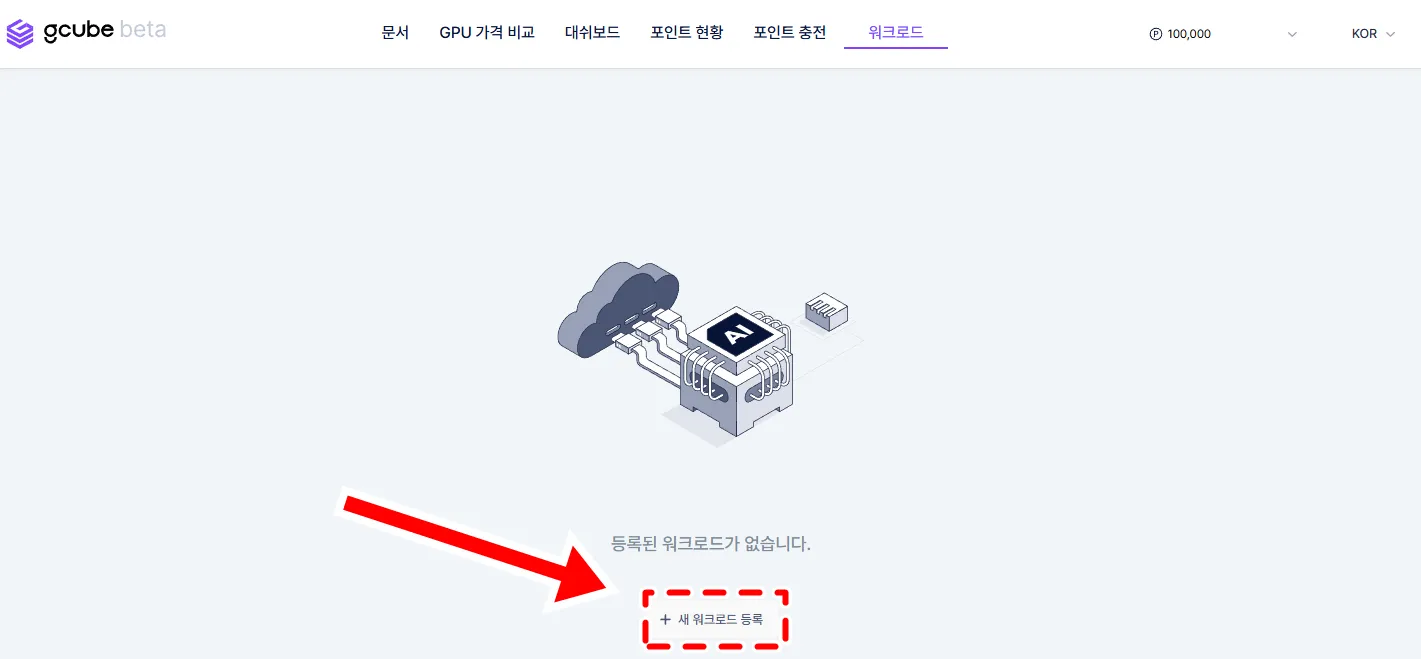 gcube beta 문서 GPU 가격 비교 대쉬보드 포인트 현황 포인트 충전 워크로드 Ⓟ 100,000 KOR
AI
등록된 워크로드가 없습니다.
+ 새 워크로드 등록